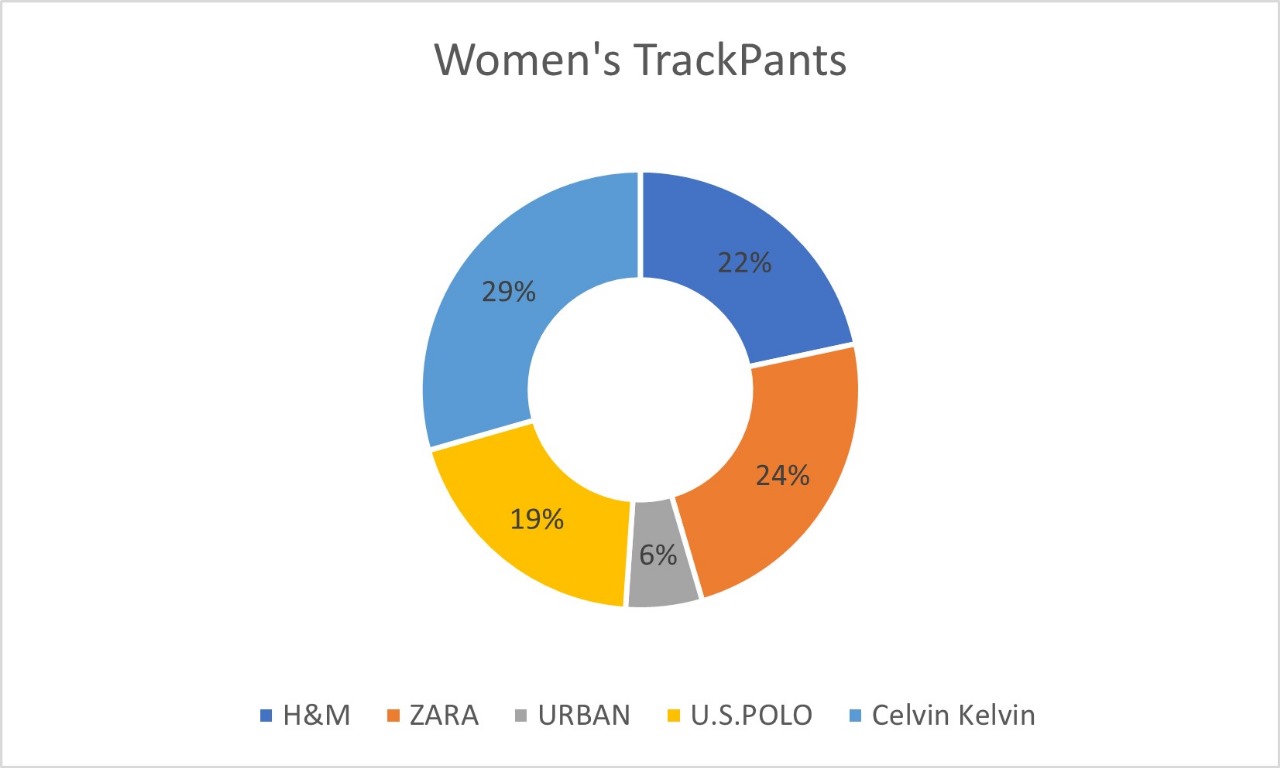 Women's TrackPants
22%
29%
24%
19%
6%
H&M ZARA URBAN U.S.POLO Celvin Kelvin